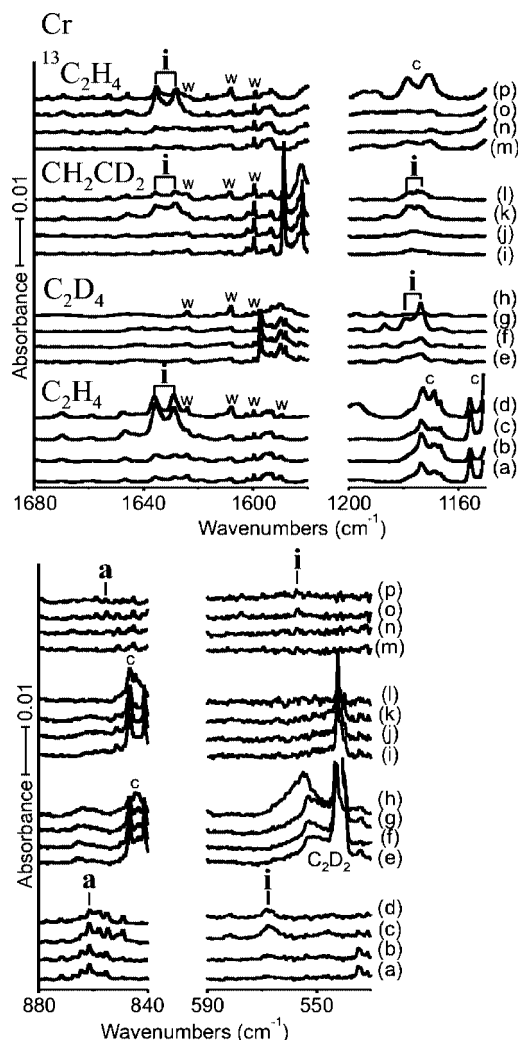 Cr
¹³C₂H₄
i
w w w
c
(p)
(o)
(n)
(m)
CH₂CD₂
i
w w w
i
(l)
(k)
(j)
(i)
C₂D₄
w w w
i
(h)
(g)
(f)
(e)
C₂H₄
i
w w w w
c c
(d)
(c)
(b)
(a)
Absorbance 0.01
1680 1640 1600 1200 1160
Wavenumbers (cm⁻¹)
a
i
(p)
(o)
(n)
(m)
c
(l)
(k)
(j)
(i)
c
(h)
(g)
(f)
(e)
C₂D₂
a
i
(d)
(c)
(b)
(a)
Absorbance 0.01
880 840 590 550
Wavenumbers (cm⁻¹)